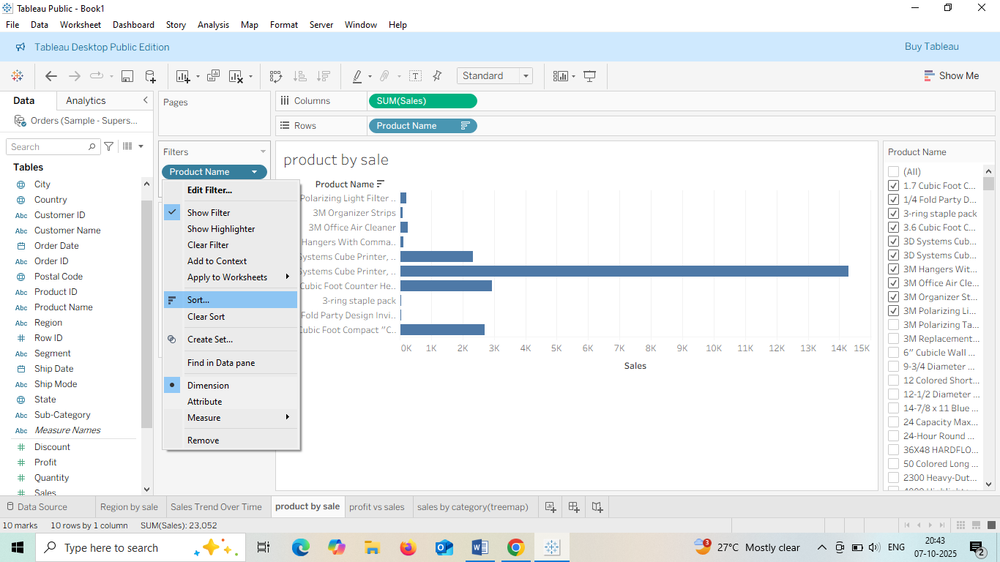 Tableau Public - Book1
File Data Worksheet Dashboard Story Analysis Map Format Server Window Help
Tableau Desktop Public Edition Buy Tableau
Standard Show Me
Data Analytics
Orders (Sample - Supers...
Search
Tables
City
Country
Abc Customer ID
Abc Customer Name
Order Date
Abc Order ID
Postal Code
Abc Product ID
Abc Product Name
Abc Region
# Row ID
Abc Segment
Ship Date
Abc Ship Mode
State
Abc Sub-Category
Abc Measure Names
# Discount
# Profit
# Quantity
# Sales
Pages
Filters
Product Name
Edit Filter...
Show Filter
Show Highlighter
Clear Filter
Add to Context
Apply to Worksheets
Sort...
Clear Sort
Create Set...
Find in Data pane
Dimension
Attribute
Measure
Remove
Columns SUM(Sales)
Rows Product Name
product by sale
Product Name
Polarizing Light Filter ..
3M Organizer Strips
3M Office Air Cleaner
Hangers With Comma..
Systems Cube Printer, ..
Systems Cube Printer, ..
Cubic Foot Counter He..
3-ring staple pack
Fold Party Design Invi..
Cubic Foot Compact "C..
0K 1K 2K 3K 4K 5K 6K 7K 8K 9K 10K 11K 12K 13K 14K 15K
Sales
Product Name
(All)
1.7 Cubic Foot C...
1/4 Fold Party D...
3-ring staple pack
3.6 Cubic Foot C...
3D Systems Cub...
3D Systems Cub...
3M Hangers Wit...
3M Office Air Cle...
3M Organizer St...
3M Polarizing Li...
3M Polarizing Ta...
3M Replacement...
6" Cubicle Wall ...
9-3/4 Diameter ...
12 Colored Short...
12-1/2 Diameter ...
14-7/8 x 11 Blue ...
24 Capacity Max...
24-Hour Round ...
36X48 HARDFLO...
50 Colored Long ...
2300 Heavy-Dut...
Data Source Region by sale Sales Trend Over Time product by sale profit vs sales sales by category(treemap)
10 marks 10 rows by 1 column SUM(Sales): 23,052
Type here to search 3 27°C Mostly clear ENG 20:43
07-10-2025 2